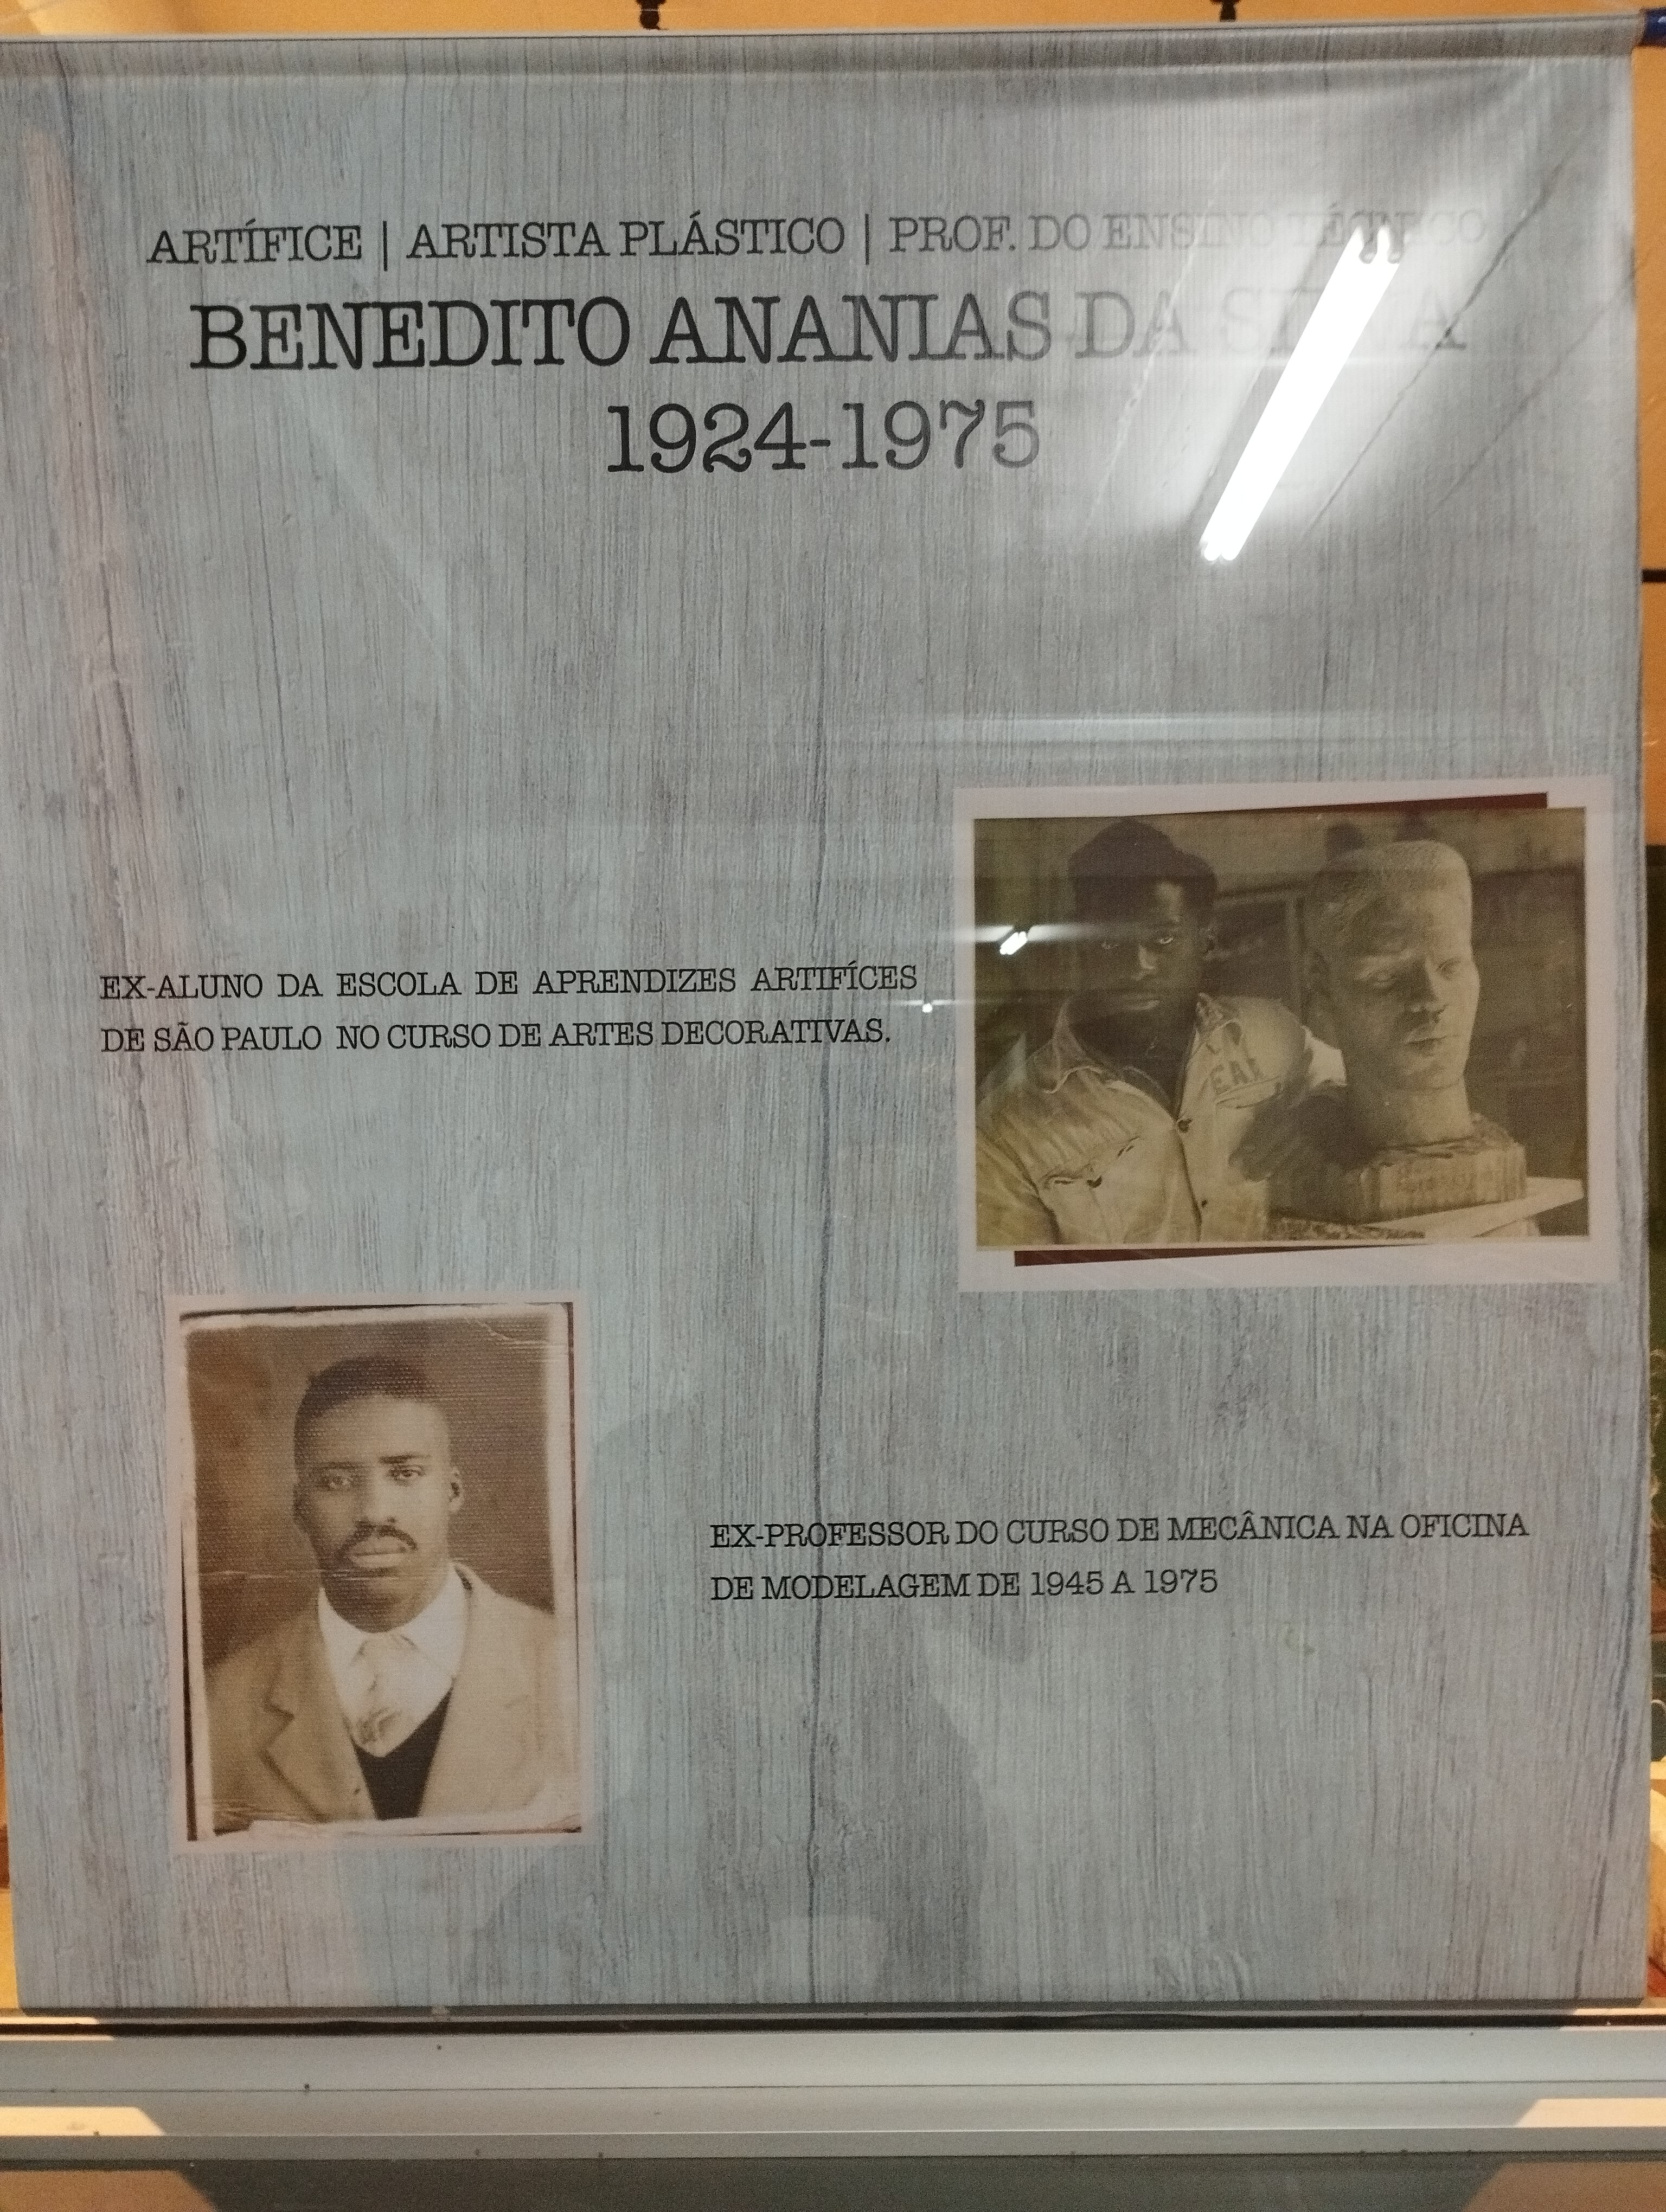 ARTÍFICE | ARTISTA PLÁSTICO | PROF. DO ENSINO TÉCNICO
BENEDITO ANANIAS DA SILVA
1924-1975
EX-ALUNO DA ESCOLA DE APRENDIZES ARTIFÍCES
DE SÃO PAULO NO CURSO DE ARTES DECORATIVAS.
EX-PROFESSOR DO CURSO DE MECÂNICA NA OFICINA
DE MODELAGEM DE 1945 A 1975